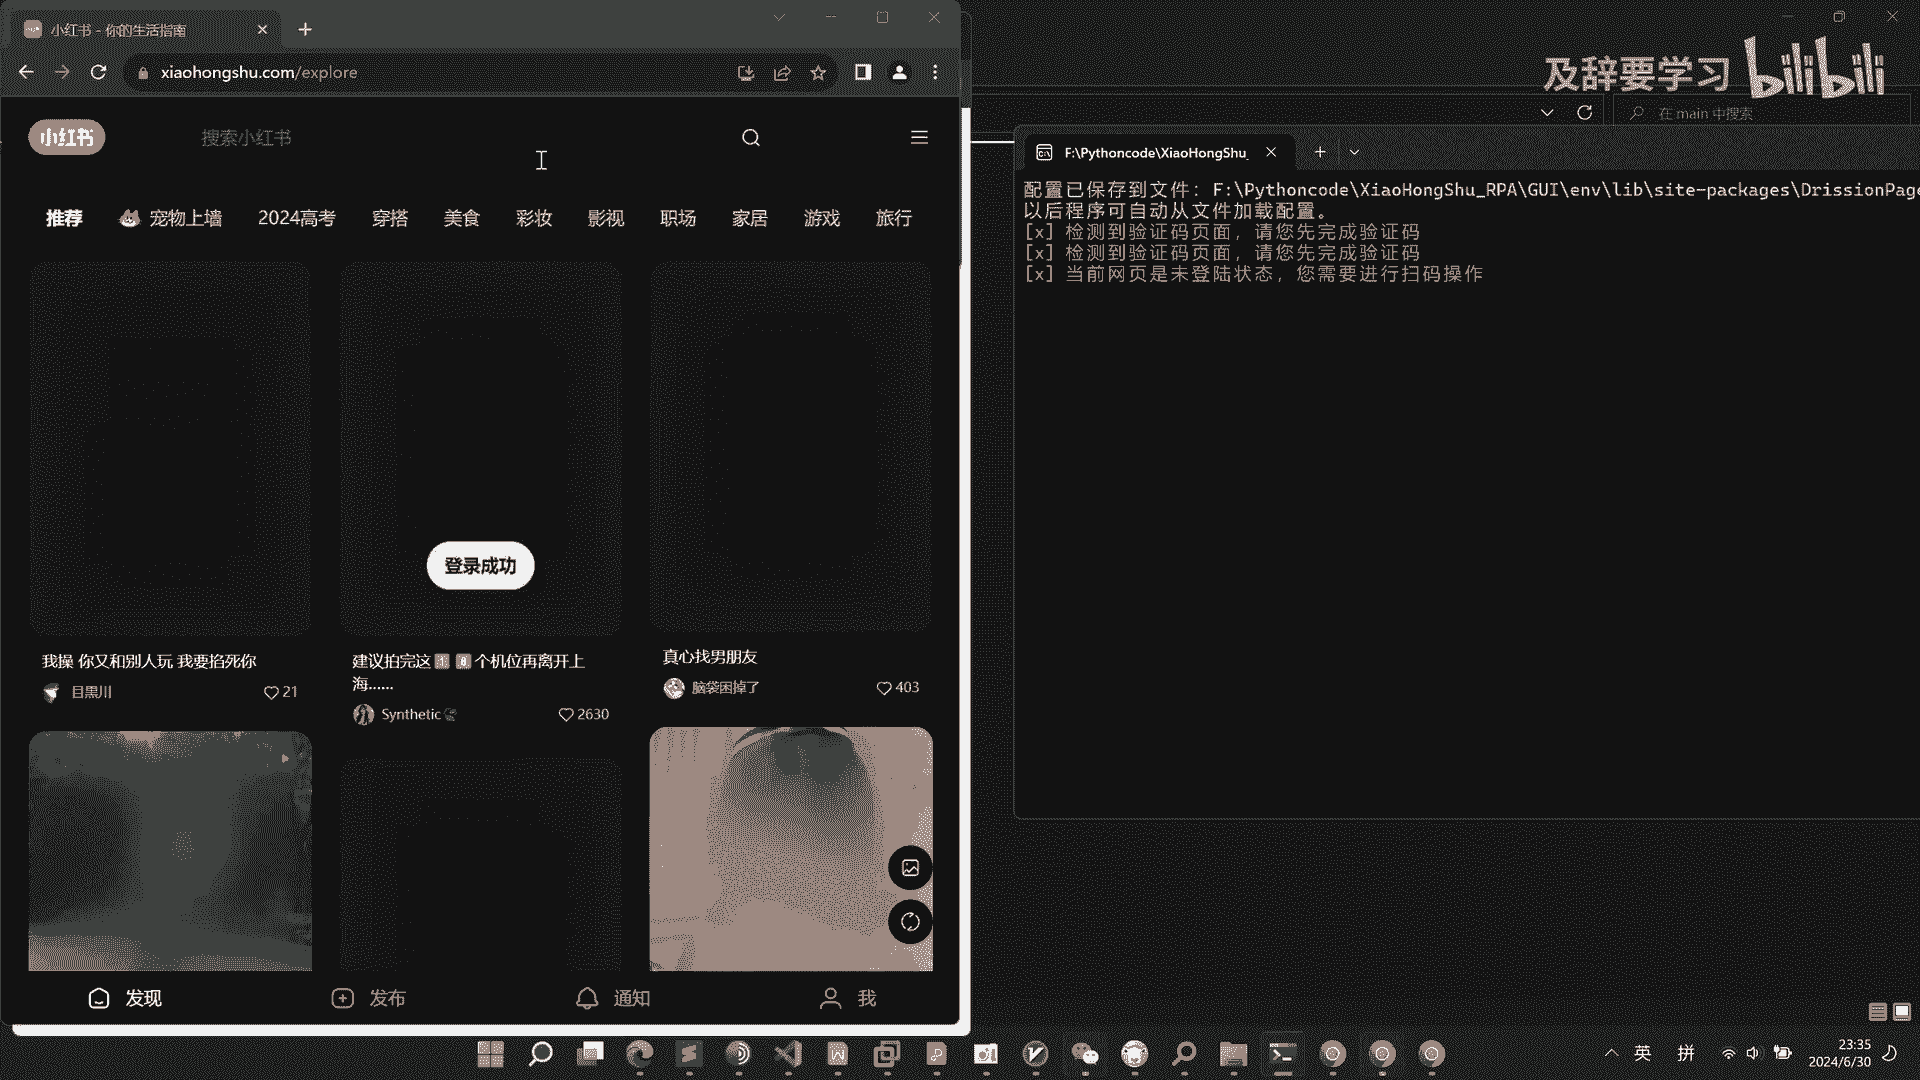 小红书 - 你的生活指南
xiaohongshu.com/explore
小红书
搜索小红书
推荐 宠物上墙 2024高考 穿搭 美食 彩妆 影视 职场 家居 游戏 旅行
登录成功
我操 你又和别人玩 我要掐死你
目黒川 21
建议拍完这1️⃣8️⃣个机位再离开上
海......
Synthetic 2630
真心找男朋友
脑袋困掉了 403
发现 发布 通知 我
及辞要学习 bilibili
在 main 中搜索
F:\Pythoncode\XiaoHongShu_
配置已保存到文件: F:\Pythoncode\XiaoHongShu_RPA\GUI\env\lib\site-packages\DrissionPage
以后程序可自动从文件加载配置。
[x] 检测到验证码页面，请您先完成验证码
[x] 检测到验证码页面，请您先完成验证码
[x] 当前网页是未登陆状态，您需要进行扫码操作
英 拼 23:35
2024/6/30